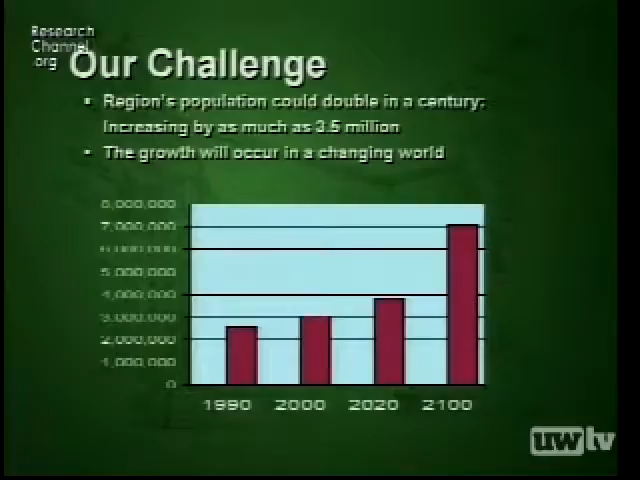 Research
Channel
.org
Our Challenge
• Region's population could double in a century:
Increasing by as much as 3.5 million
• The growth will occur in a changing world
8,000,000
7,000,000
6,000,000
5,000,000
4,000,000
3,000,000
2,000,000
1,000,000
0
1990 2000 2020 2100
uwtv